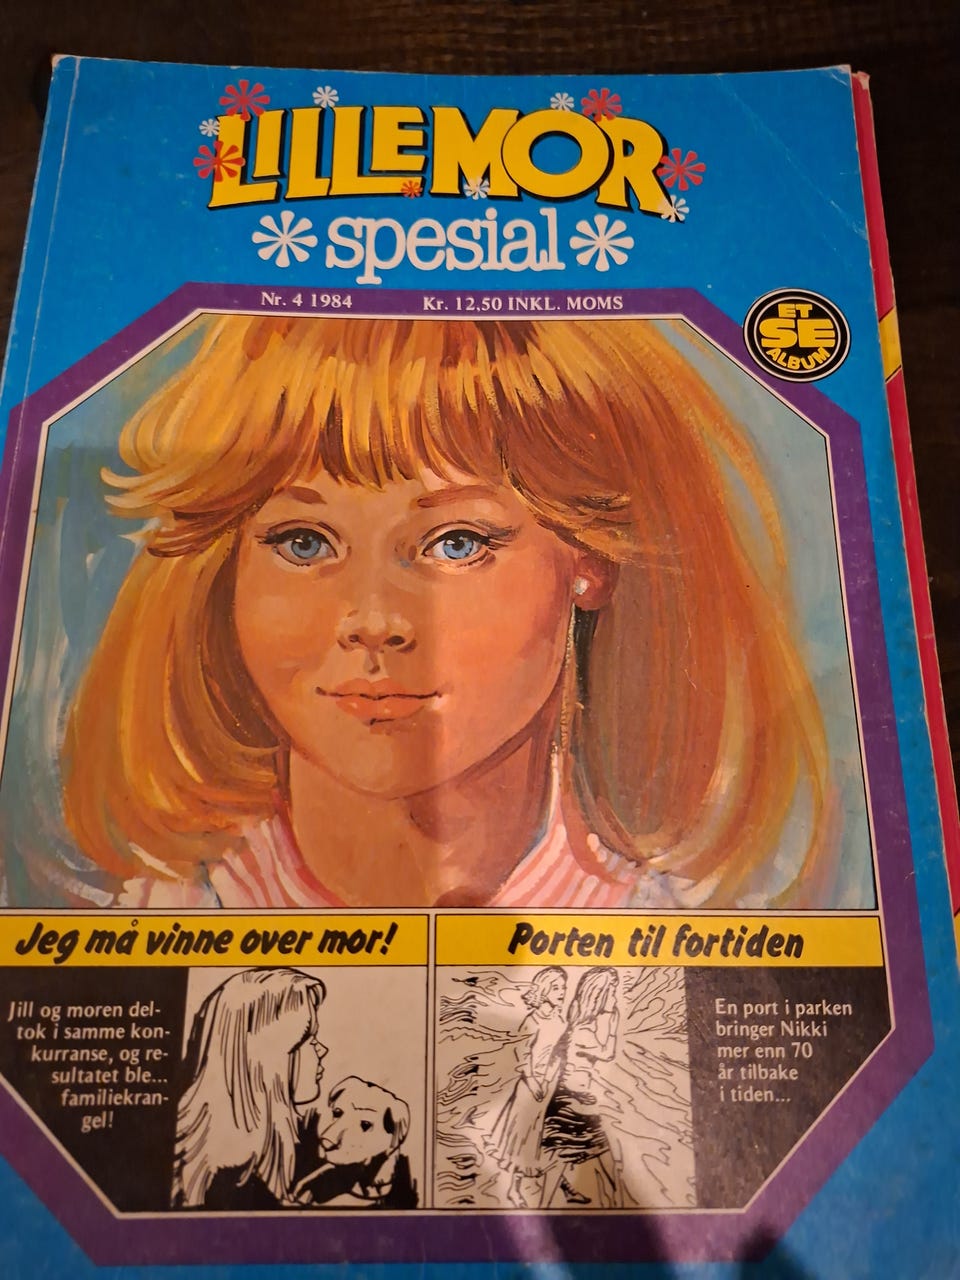 LILLEMOR
spesial
Nr. 4 1984 Kr. 12,50 INKL. MOMS
ET
SE
ALBUM
Jeg må vinne over mor!
Jill og moren del-
tok i samme kon-
kurranse, og re-
sultatet ble...
familiekran-
gel!
Porten til fortiden
En port i parken
bringer Nikki
mer enn 70
år tilbake
i tiden...